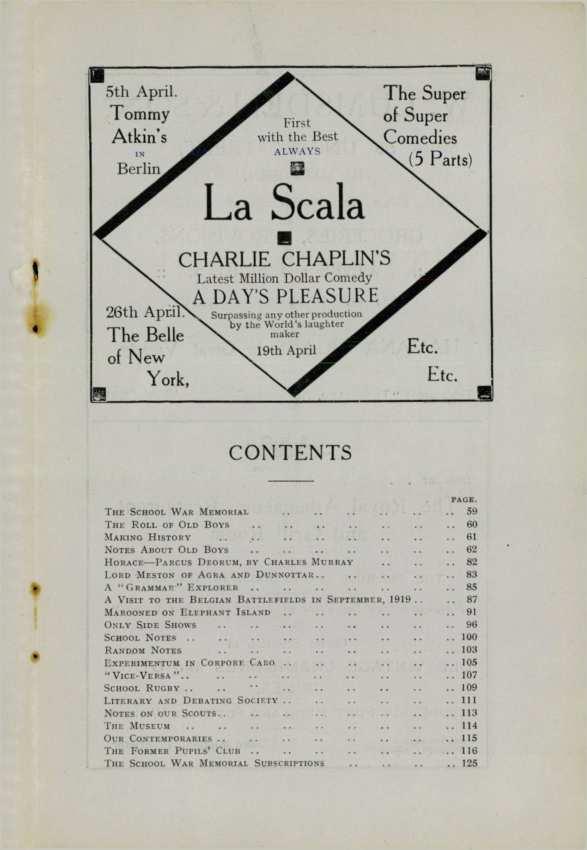 5th April.
Tommy
Atkin's
IN
Berlin
First
with the Best
ALWAYS
The Super
of Super
Comedies
(5 Parts)
La Scala
CHARLIE CHAPLIN'S
Latest Million Dollar Comedy
A DAY'S PLEASURE
Surpassing any other production
by the World's laughter
maker
19th April
26th April.
The Belle
of New
York,
Etc.
Etc.
CONTENTS
PAGE.
The School War Memorial .. .. .. .. .. .. 59
The Roll of Old Boys .. .. .. .. .. .. .. 60
Making History .. .. .. .. .. .. .. .. 61
Notes About Old Boys .. .. .. .. .. .. .. 62
Horace—Parcus Deorum, by Charles Murray .. .. .. 82
Lord Meston of Agra and Dunnottar.. .. .. .. .. 83
A "Grammar" Explorer .. .. .. .. .. .. .. 85
A Visit to the Belgian Battlefields in September, 1919 .. .. 87
Marooned on Elephant Island .. .. .. .. .. .. 91
Only Side Shows .. .. .. .. .. .. .. .. 96
School Notes .. .. .. .. .. .. .. .. .. 100
Random Notes .. .. .. .. .. .. .. .. 103
Experimentum in Corpore Caro .. .. .. .. .. .. 105
"Vice-Versa".. .. .. .. .. .. .. .. .. 107
School Rugby .. .. .. .. .. .. .. .. .. 109
Literary and Debating Society .. .. .. .. .. .. 111
Notes on our Scouts.. .. .. .. .. .. .. .. 113
The Museum .. .. .. .. .. .. .. .. .. 114
Our Contemporaries .. .. .. .. .. .. .. .. 115
The Former Pupils' Club .. .. .. .. .. .. .. 116
The School War Memorial Subscriptions .. .. .. .. 125